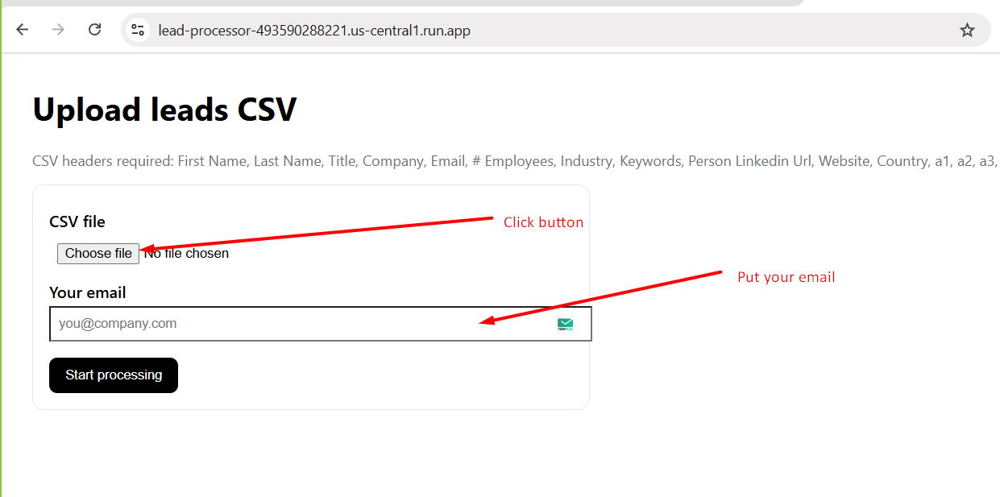 lead-processor-493590288221.us-central1.run.app
Upload leads CSV
CSV headers required: First Name, Last Name, Title, Company, Email, # Employees, Industry, Keywords, Person Linkedin Url, Website, Country, a1, a2, a3,
CSV file
Click button
Choose file No file chosen
Put your email
Your email
you@company.com
TEMPMAIL
Start processing